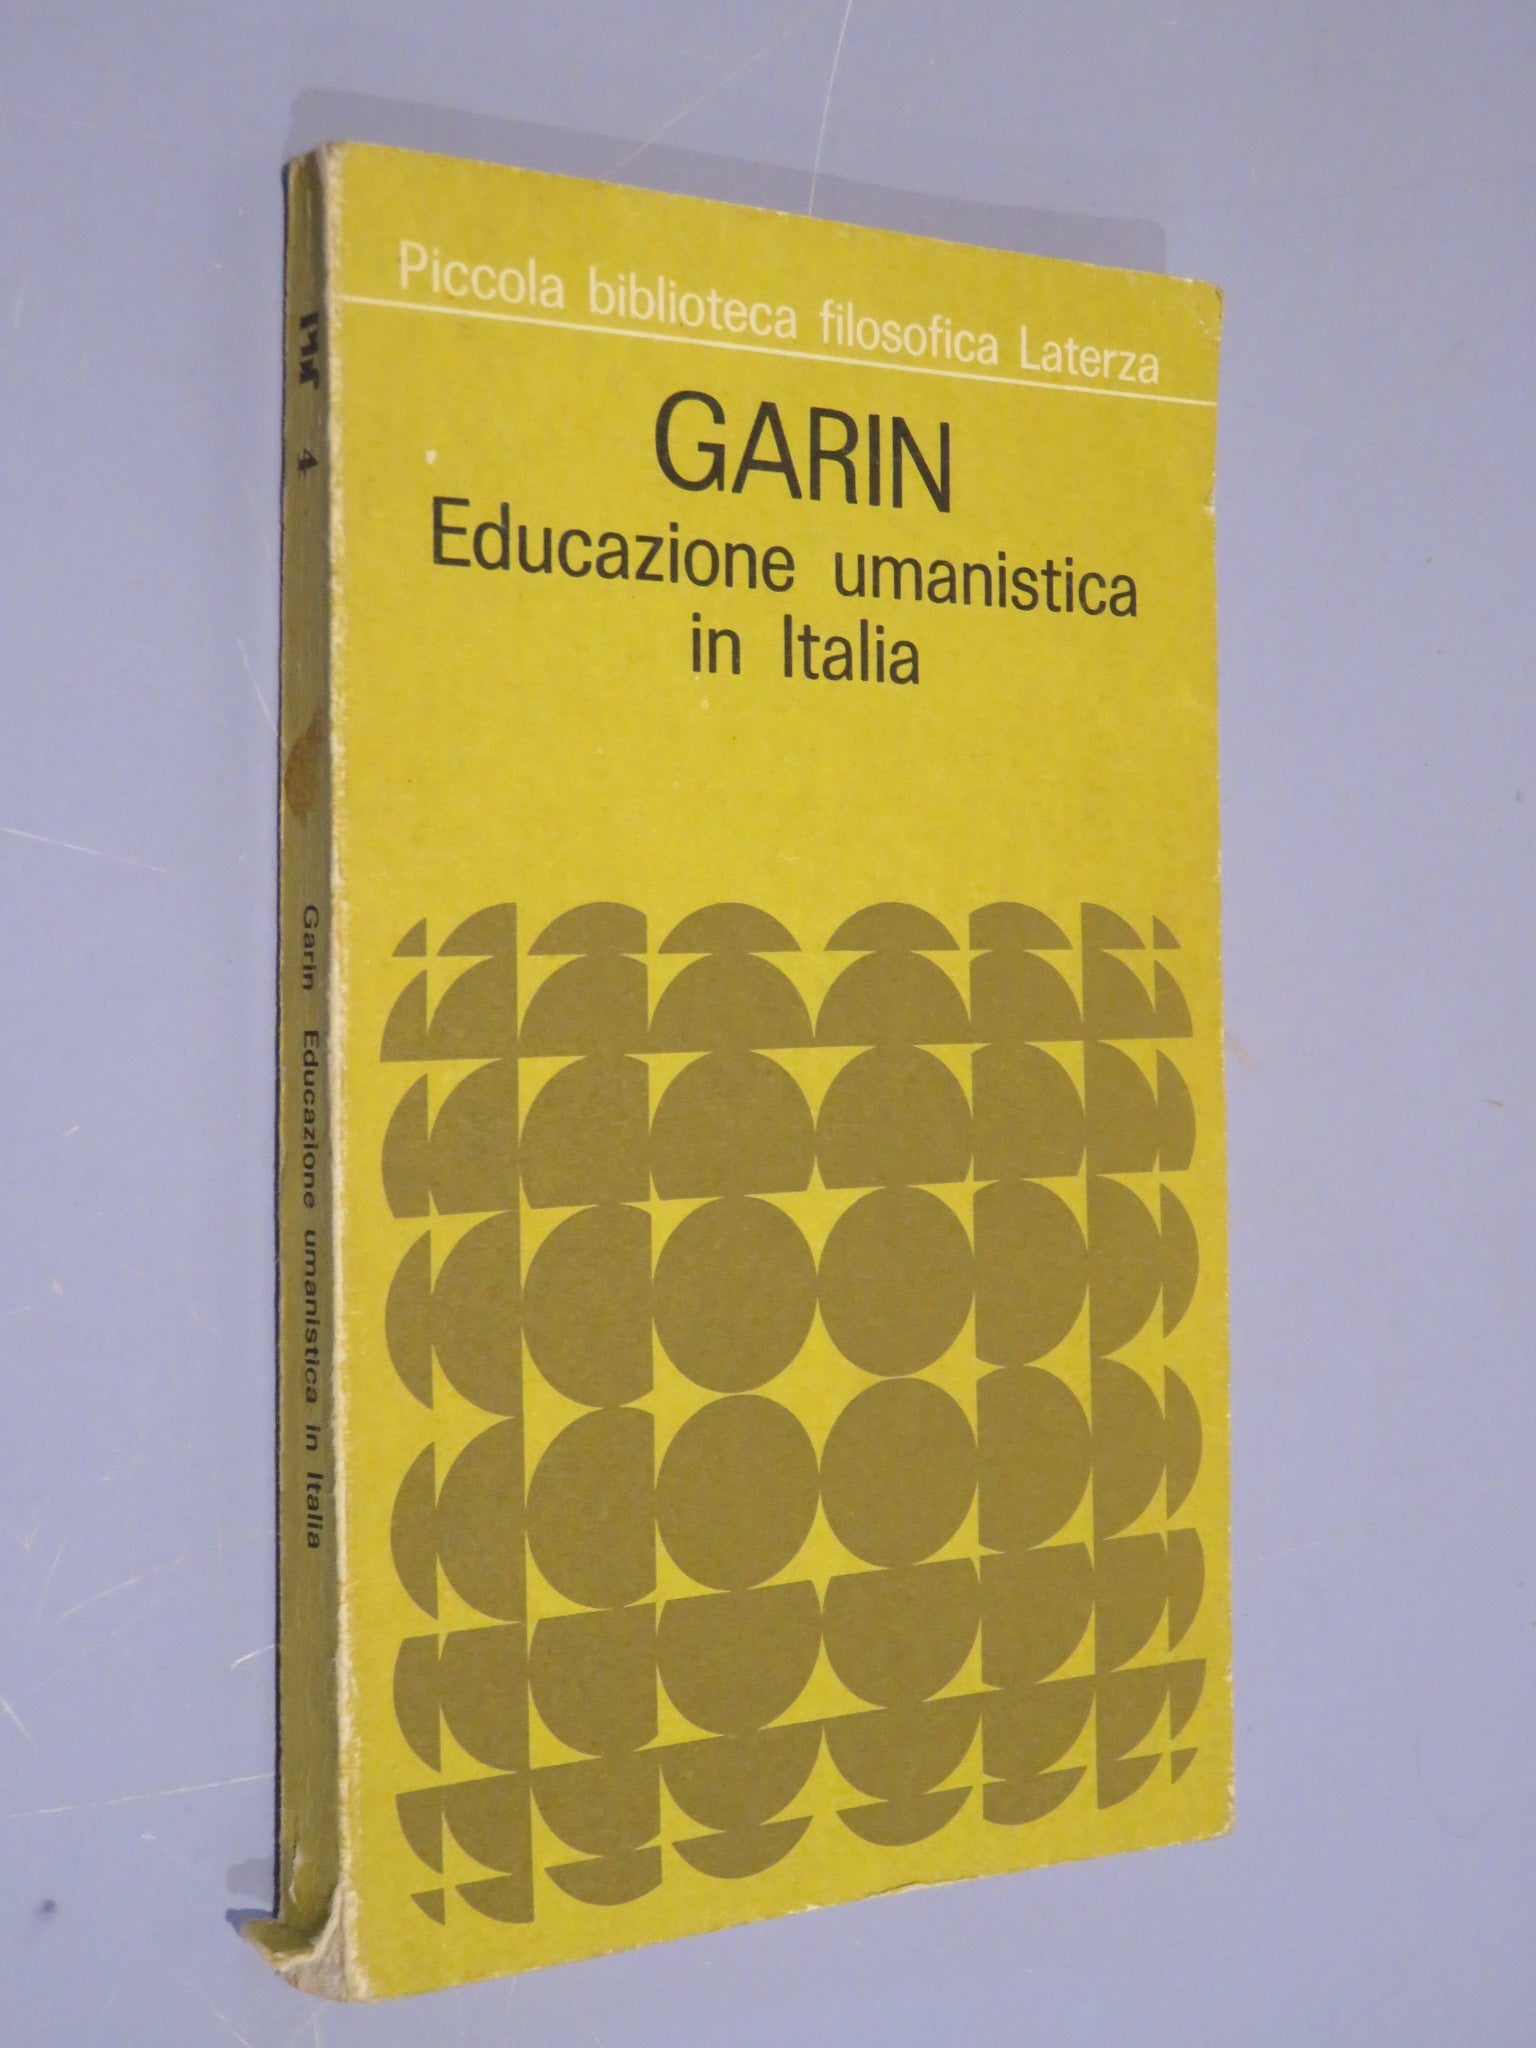 Piccola biblioteca filosofica Laterza
GARIN
Educazione umanistica
in Italia
4
Garin Educazione umanistica in Italia